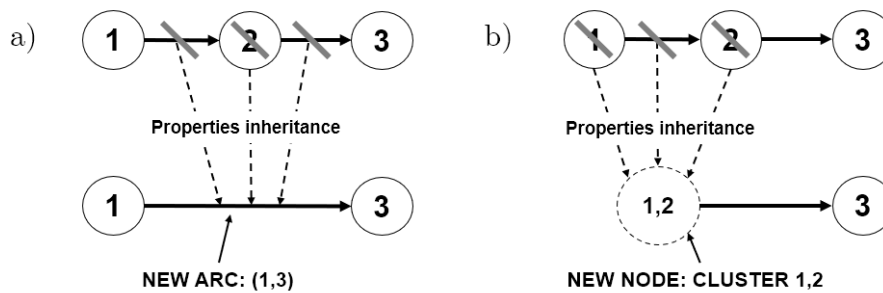 a) 1 2 3
Properties inheritance
1 3
NEW ARC: (1,3)
b) 1 2 3
Properties inheritance
1,2 3
NEW NODE: CLUSTER 1,2